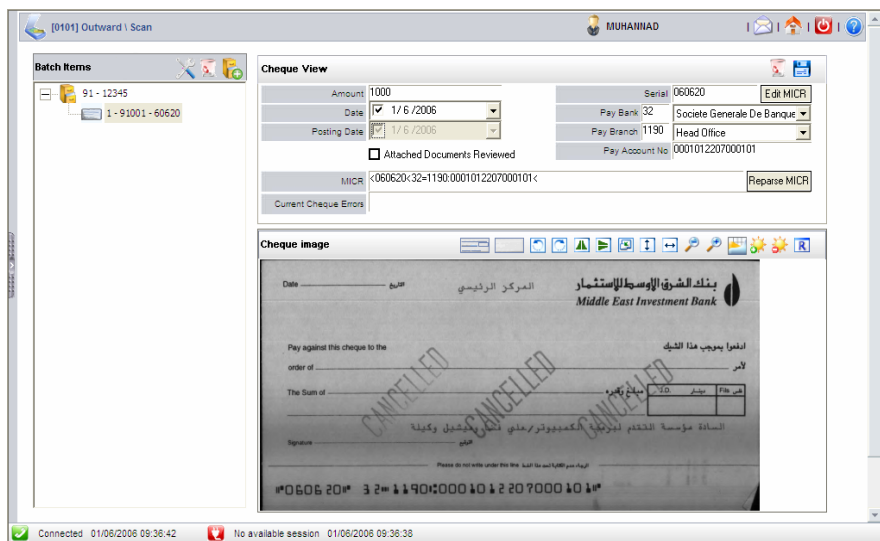 [0101] Outward \ Scan
MUHANNAD
Batch Items
91 - 12345
1 - 91001 - 60620
Cheque View
Amount 1000
Serial 060620 Edit MICR
Date 1/ 6 /2006
Pay Bank 32 Societe Generale De Banque
Posting Date 1/ 6 /2006
Pay Branch 1190 Head Office
Attached Documents Reviewed
Pay Account No 0001012207000101
MICR <060620<32=1190:0001012207000101< Reparse MICR
Current Cheque Errors
Cheque image
R
Date التاريخ
المركز الرئيسي
بنك الشرق الأوسط للإستثمار
Middle East Investment Bank
Pay against this cheque to the
ادفعوا بموجب هذا الشيك
order of
لأمر
CANCELLED CANCELLED CANCELLED
The Sum of
مبلغ وقدره
J.D. دينار
Fils فلس
السادة مؤسسة
وكيلة
Signature
Please do not write under this line
⑈060620⑈ 32⑉1190⑆0001012207000101⑈
Connected 01/06/2006 09:36:42
No available session 01/06/2006 09:36:38